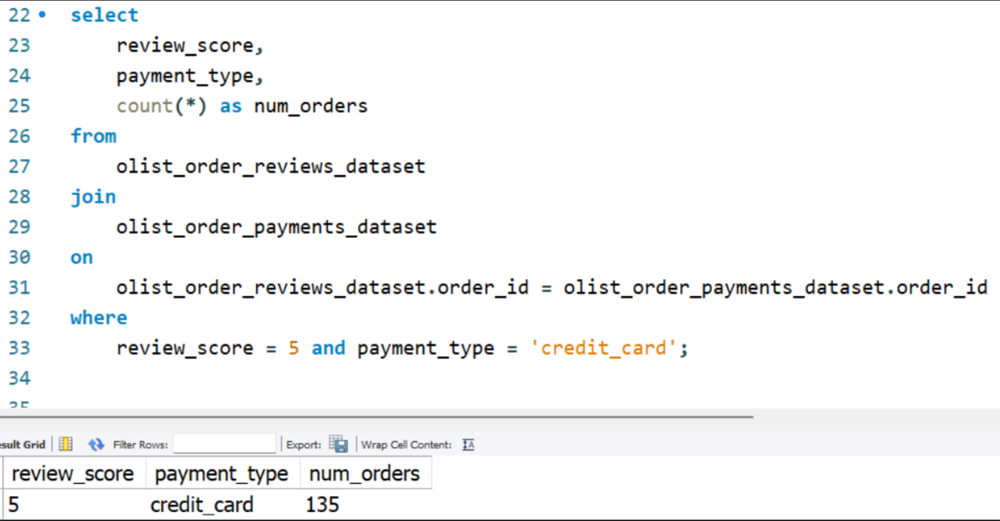 22 select
23 review_score,
24 payment_type,
25 count(*) as num_orders
26 from
27 olist_order_reviews_dataset
28 join
29 olist_order_payments_dataset
30 on
31 olist_order_reviews_dataset.order_id = olist_order_payments_dataset.order_id
32 where
33 review_score = 5 and payment_type = 'credit_card';
34
35
esult Grid Filter Rows: Export: Wrap Cell Content: IA
review_score payment_type num_orders
5 credit_card 135